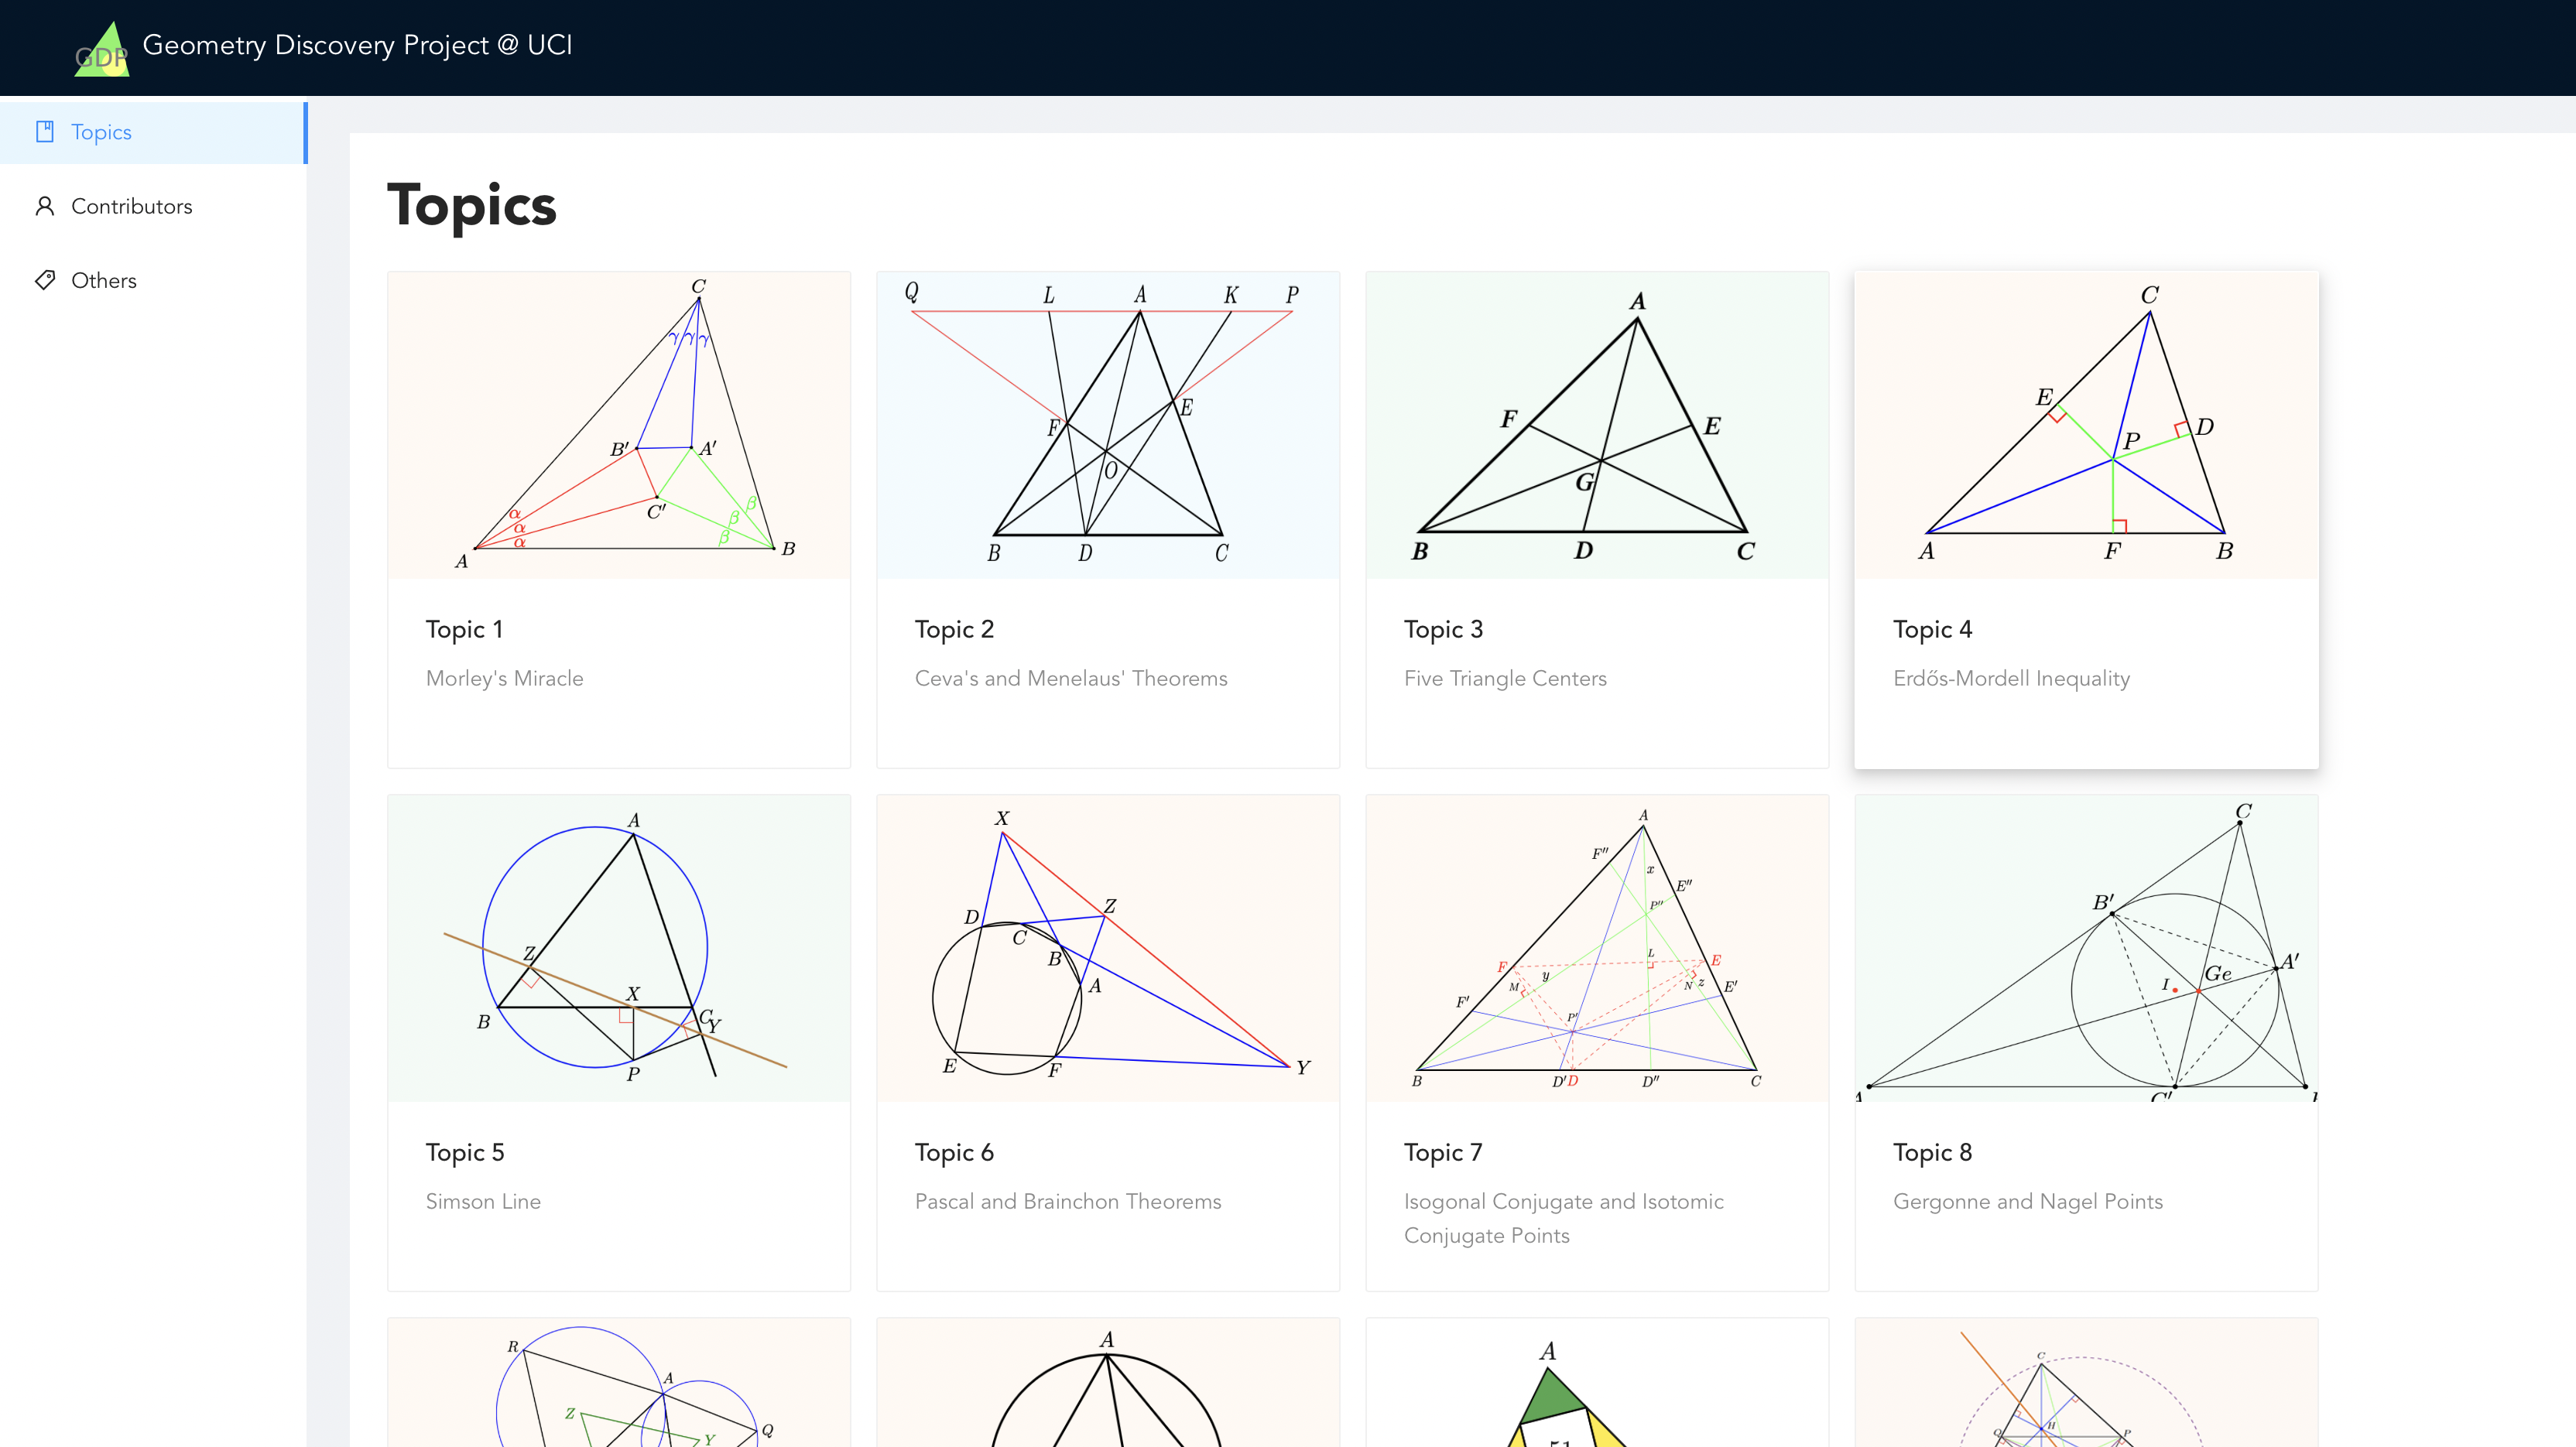 GDP Geometry Discovery Project @ UCI
Topics
Contributors
Others
Topics
C
γ γ γ
B′ A′
C′
α
α
α
β
β
β
A B
Q L A K P
F E
O
B D C
A
F E
G
B D C
C
E
P D
A F B
Topic 1
Morley's Miracle
Topic 2
Ceva's and Menelaus' Theorems
Topic 3
Five Triangle Centers
Topic 4
Erdős-Mordell Inequality
A
Z
X
B C Y
P
X
D C Z
B
A
E F Y
A
F″ x E″
P″
F y L E
M N z E′
F′
P′
B D′ D D″ C
C
B′
I Ge A′
C′
Topic 5
Simson Line
Topic 6
Pascal and Brainchon Theorems
Topic 7
Isogonal Conjugate and Isotomic
Conjugate Points
Topic 8
Gergonne and Nagel Points
R
A
Z
Y Q
A
A
C
H
Q P